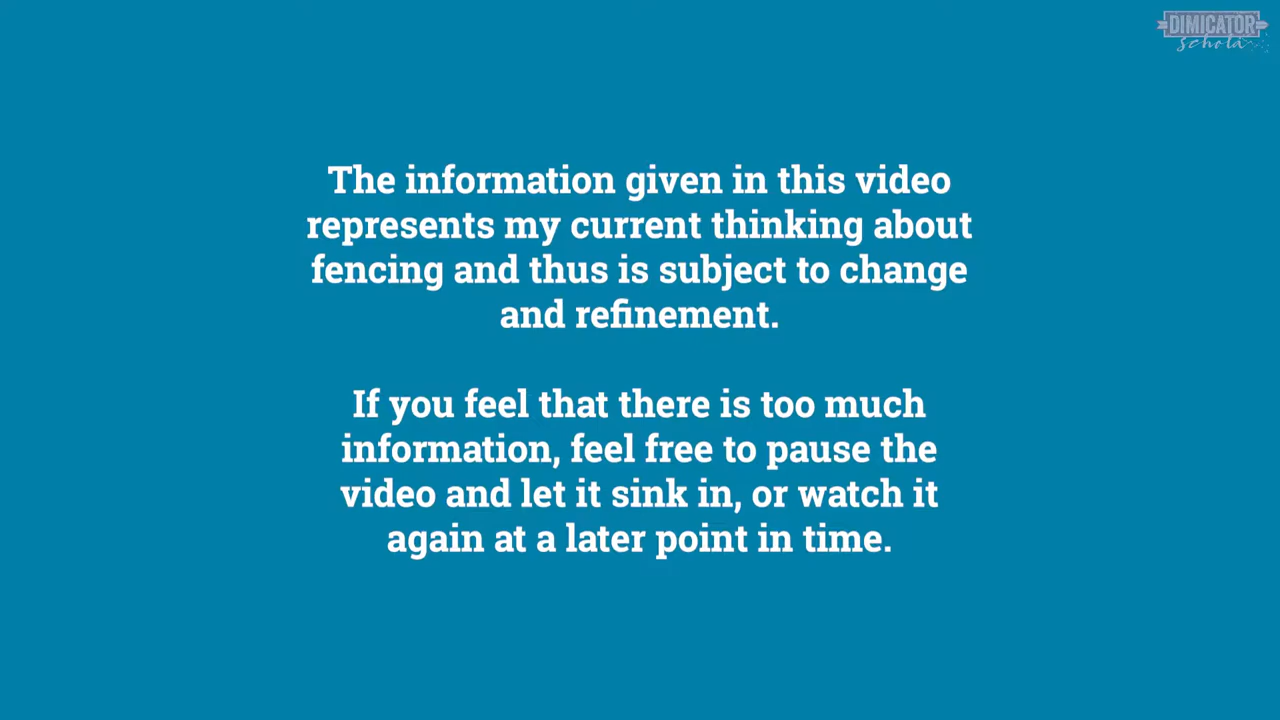 DIMICATOR
schola
The information given in this video
represents my current thinking about
fencing and thus is subject to change
and refinement.
If you feel that there is too much
information, feel free to pause the
video and let it sink in, or watch it
again at a later point in time.